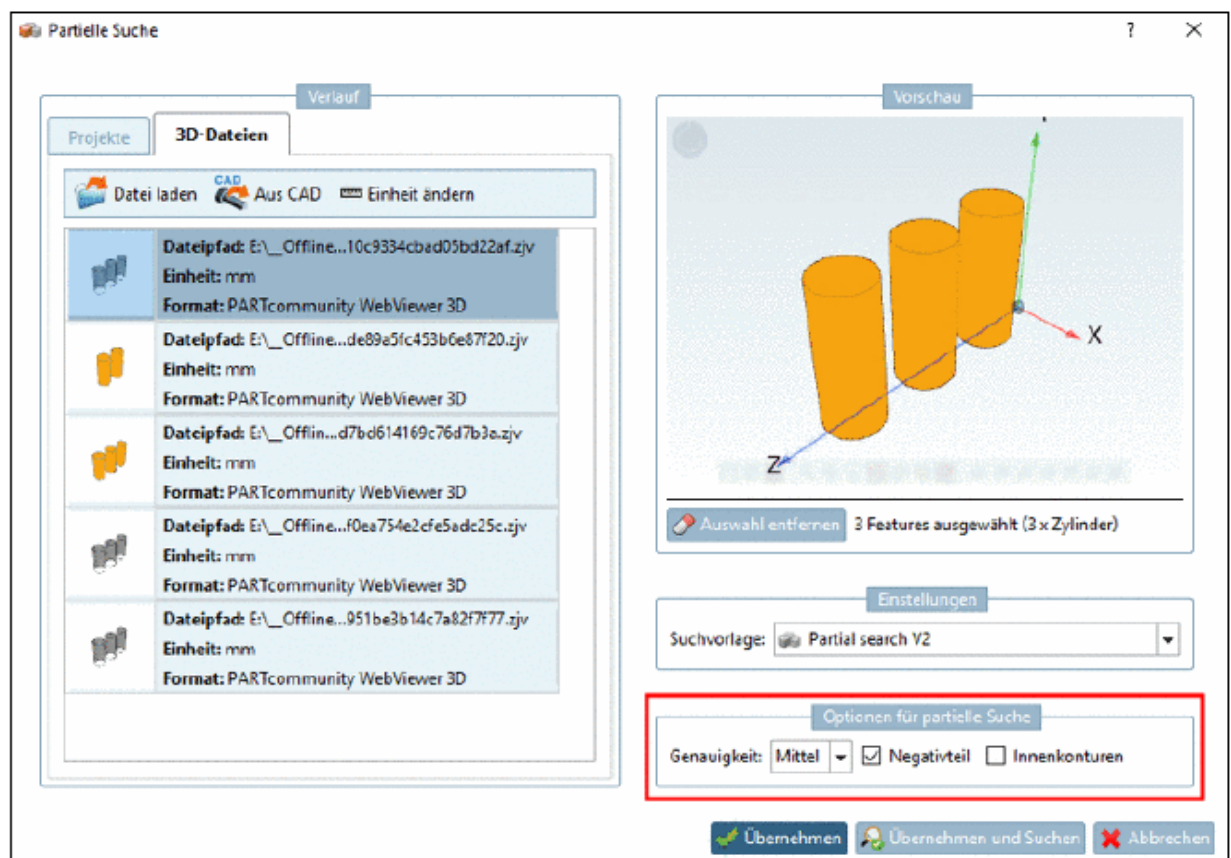 Partielle Suche
?
Verlauf
Projekte
3D-Dateien
Datei laden
CAD
Aus CAD
Einheit ändern
Dateipfad: E:\__Offline...10c9334cbad05bd22af.zjv
Einheit: mm
Format: PARTcommunity WebViewer 3D
Dateipfad: E:\__Offline...de89a5fc453b6e87f20.zjv
Einheit: mm
Format: PARTcommunity WebViewer 3D
Dateipfad: E:\__Offlin...d7bd614169c76d7b3a.zjv
Einheit: mm
Format: PARTcommunity WebViewer 3D
Dateipfad: E:\__Offline...f0ea754e2cfe5adc25c.zjv
Einheit: mm
Format: PARTcommunity WebViewer 3D
Dateipfad: E:\__Offline...951be3b14c7a82f7f77.zjv
Einheit: mm
Format: PARTcommunity WebViewer 3D
Vorschau
X
Z
Auswahl entfernen
3 Features ausgewählt (3 x Zylinder)
Einstellungen
Suchvorlage: Partial search V2
Optionen für partielle Suche
Genauigkeit: Mittel Negativteil Innenkonturen
Übernehmen
Übernehmen und Suchen
Abbrechen